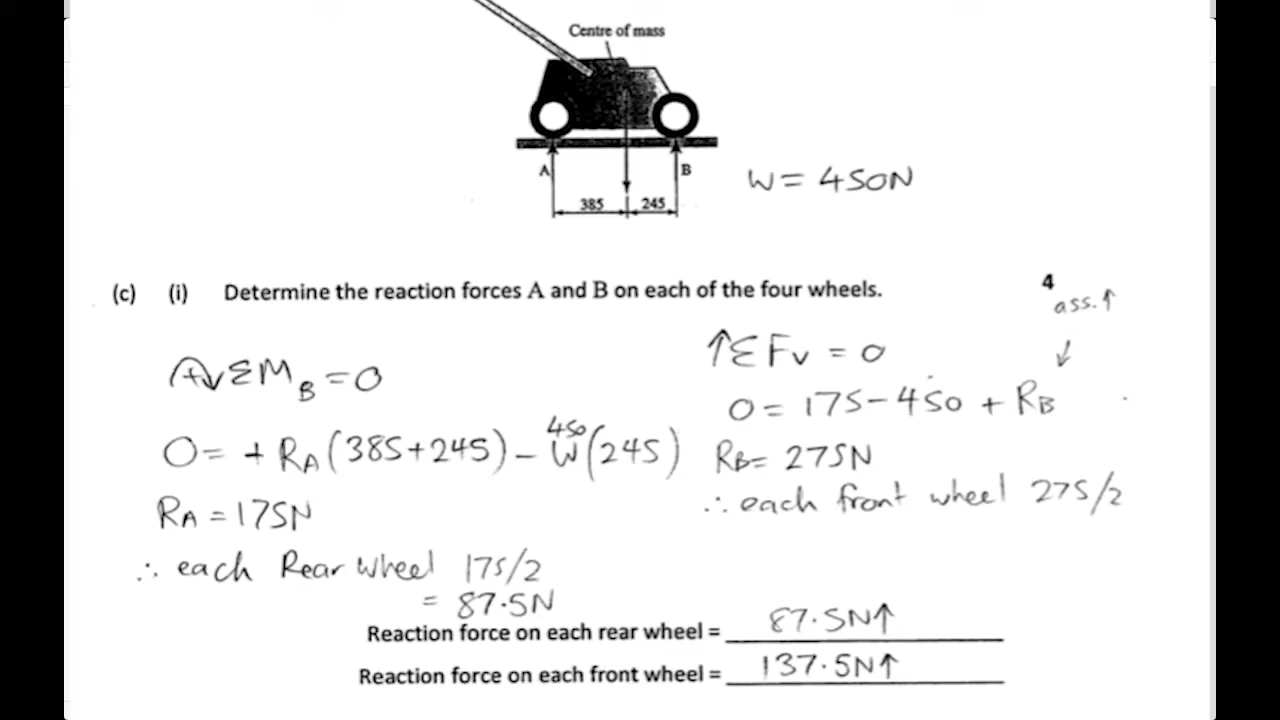 Centre of mass
A
B
385
245
W = 450N
(c) (i) Determine the reaction forces A and B on each of the four wheels.
4
ass.↑
ΣM_B = 0
0 = + R_A (385+245) - W (245)
450
R_A = 175N
∴ each Rear wheel 175/2
= 87.5N
↑ΣFv = 0
0 = 175 - 450 + R_B
R_B = 275N
∴ each front wheel 275/2
Reaction force on each rear wheel = 87.5N↑
Reaction force on each front wheel = 137.5N↑